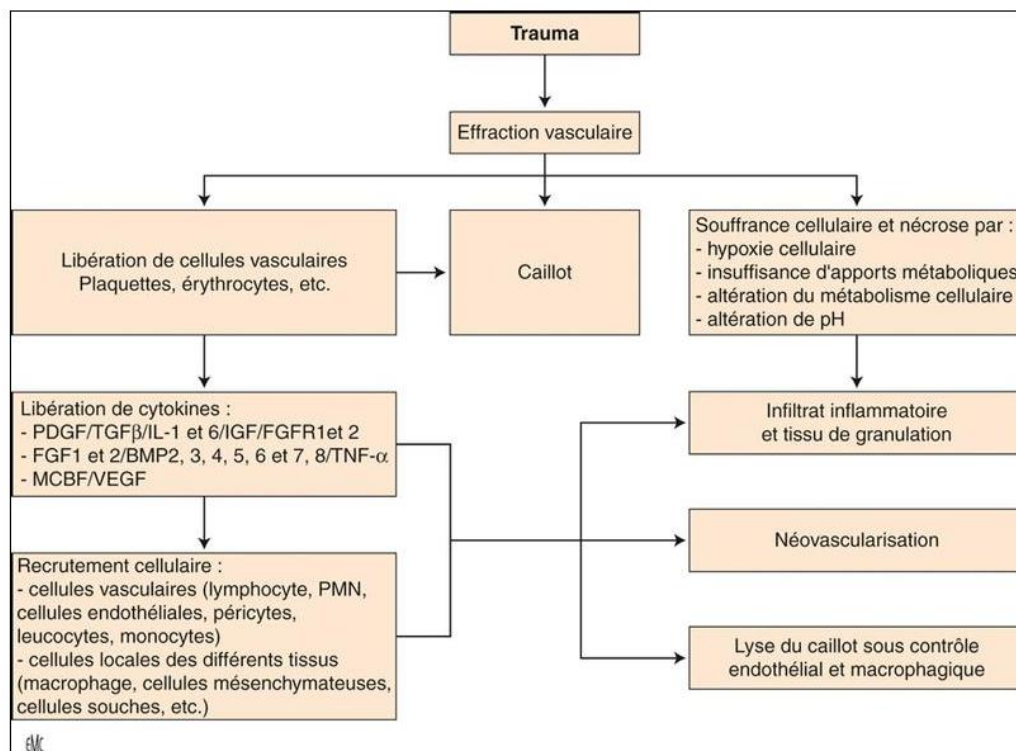 Trauma
Effraction vasculaire
Libération de cellules vasculaires
Plaquettes, érythrocytes, etc.
Caillot
Souffrance cellulaire et nécrose par :
- hypoxie cellulaire
- insuffisance d'apports métaboliques
- altération du métabolisme cellulaire
- altération de pH
Libération de cytokines :
- PDGF/TGFβ/IL-1 et 6/IGF/FGFR1et 2
- FGF1 et 2/BMP2, 3, 4, 5, 6 et 7, 8/TNF-α
- MCBF/VEGF
Infiltrat inflammatoire
et tissu de granulation
Néovascularisation
Recrutement cellulaire :
- cellules vasculaires (lymphocyte, PMN,
cellules endothéliales, péricytes,
leucocytes, monocytes)
- cellules locales des différents tissus
(macrophage, cellules mésenchymateuses,
cellules souches, etc.)
Lyse du caillot sous contrôle
endothélial et macrophagique
EMC